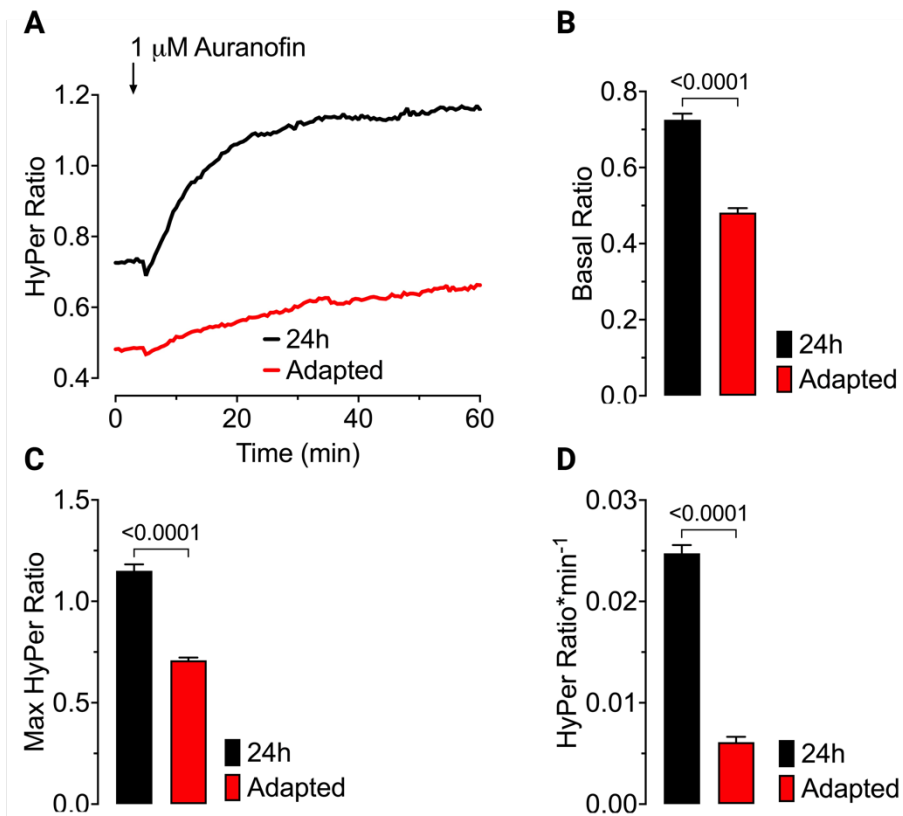 A
1 μM Auranofin
1.2
1.0
0.8
0.6
0.4
HyPer Ratio
24h
Adapted
0
20
40
60
Time (min)
B
<0.0001
0.8
0.6
0.4
0.2
0.0
Basal Ratio
24h
Adapted
C
<0.0001
1.5
1.0
0.5
0.0
Max HyPer Ratio
24h
Adapted
D
<0.0001
0.03
0.02
0.01
0.00
HyPer Ratio*min⁻¹
24h
Adapted